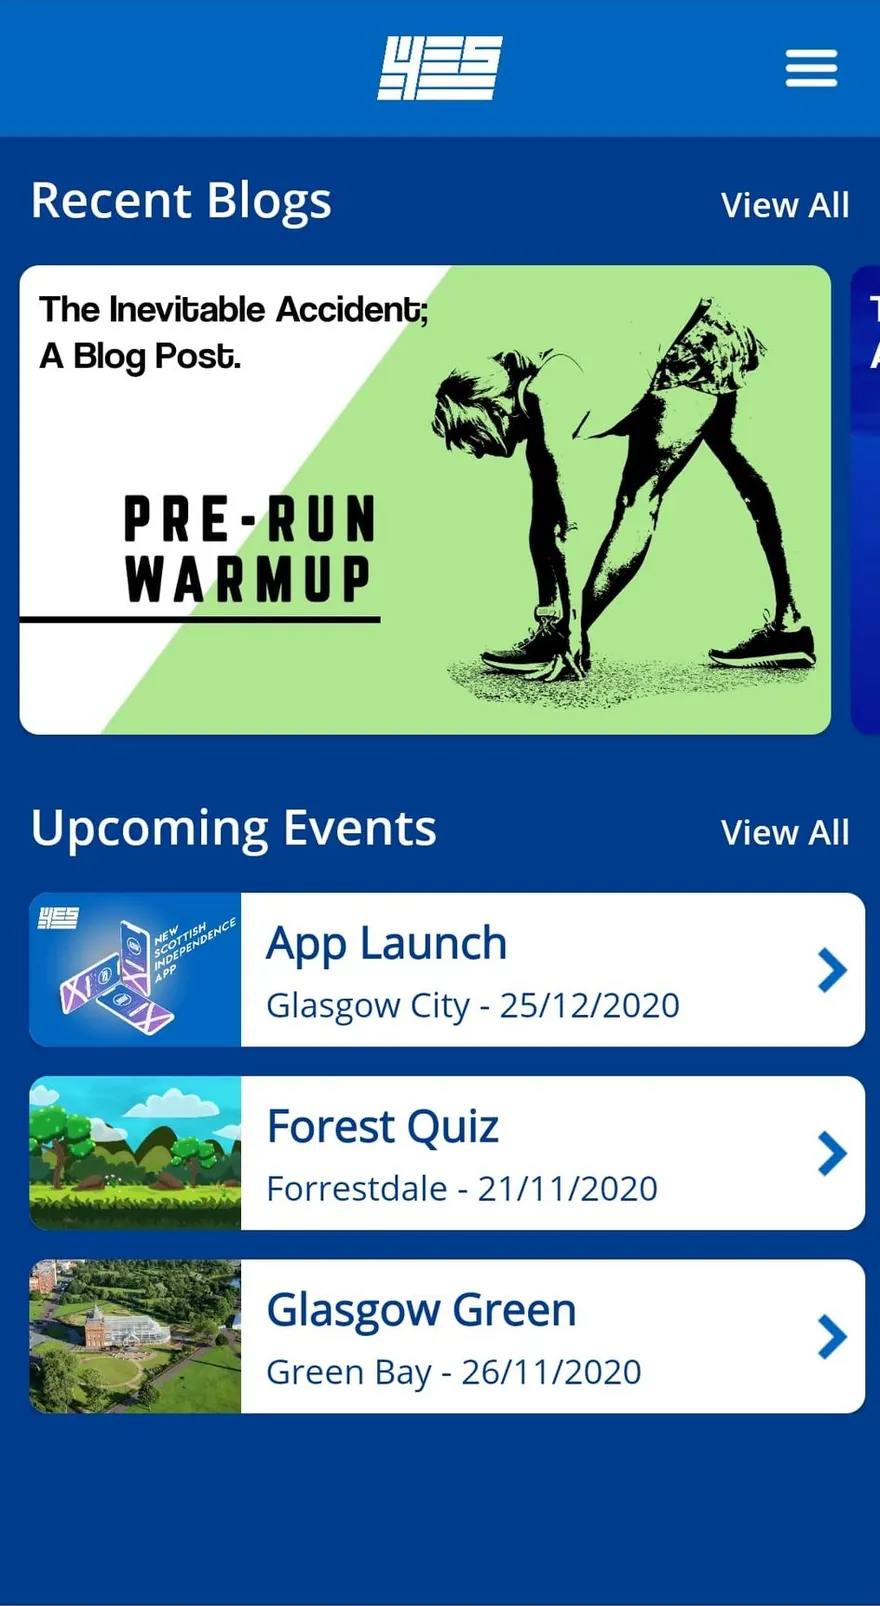 YES
Recent Blogs
View All
The Inevitable Accident;
A Blog Post.
PRE-RUN
WARMUP
Upcoming Events
View All
YES
NEW
SCOTTISH
INDEPENDENCE
APP
App Launch
Glasgow City - 25/12/2020
Forest Quiz
Forrestdale - 21/11/2020
Glasgow Green
Green Bay - 26/11/2020